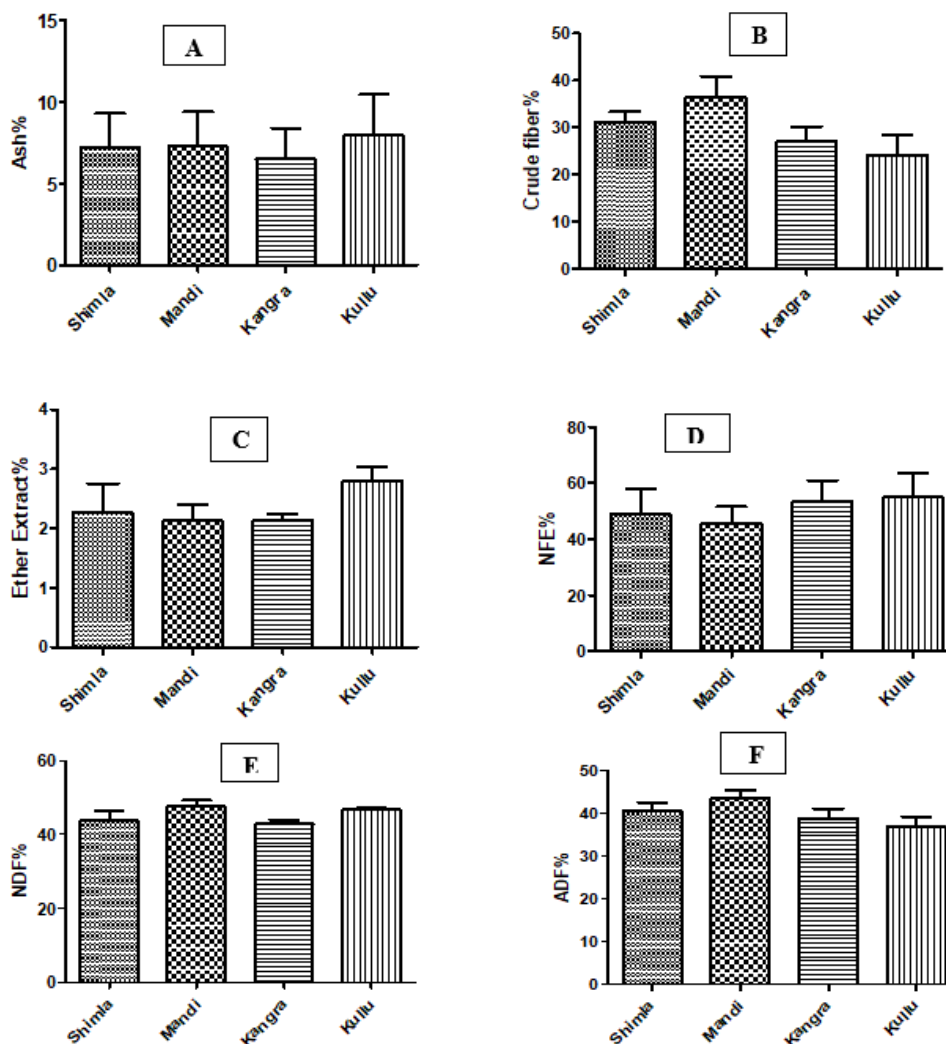 A
Ash%
15
10
5
0
Shimla
Mandi
Kangra
Kullu
B
Crude fiber%
50
40
30
20
10
0
Shimla
Mandi
Kangra
Kullu
C
Ether Extract%
4
3
2
1
0
Shimla
Mandi
Kangra
Kullu
D
NFE%
80
60
40
20
0
Shimla
Mandi
Kangra
Kullu
E
NDF%
60
40
20
0
Shimla
Mandi
Kangra
Kullu
F
ADF%
50
40
30
20
10
0
Shimla
Mandi
Kangra
Kullu